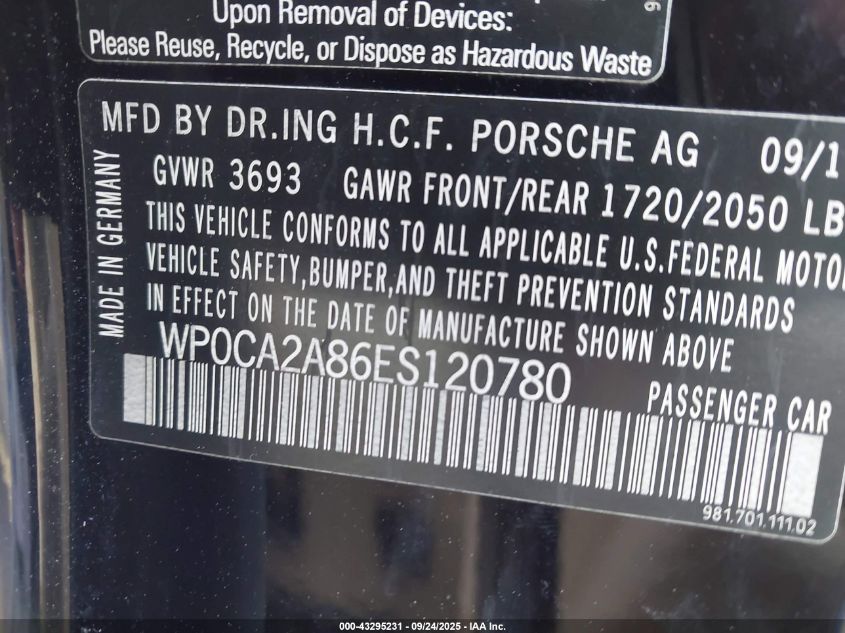 Upon Removal of Devices:
Please Reuse, Recycle, or Dispose as Hazardous Waste
MFD BY DR.ING H.C.F. PORSCHE AG 09/1
GVWR 3693 GAWR FRONT/REAR 1720/2050 LB
MADE IN GERMANY
THIS VEHICLE CONFORMS TO ALL APPLICABLE U.S.FEDERAL MOTO
VEHICLE SAFETY,BUMPER,AND THEFT PREVENTION STANDARDS
IN EFFECT ON THE DATE OF MANUFACTURE SHOWN ABOVE
WP0CA2A86ES120780
PASSENGER CAR
981.701.111.02
000-43295231 - 09/24/2025 - IAA Inc.